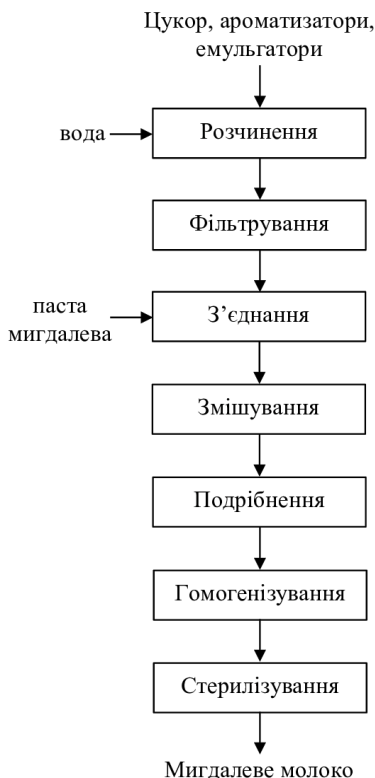 Цукор, ароматизатори,
емульгатори
вода
Розчинення
Фільтрування
паста
мигдалева
З’єднання
Змішування
Подрібнення
Гомогенізування
Стерилізування
Мигдалеве молоко